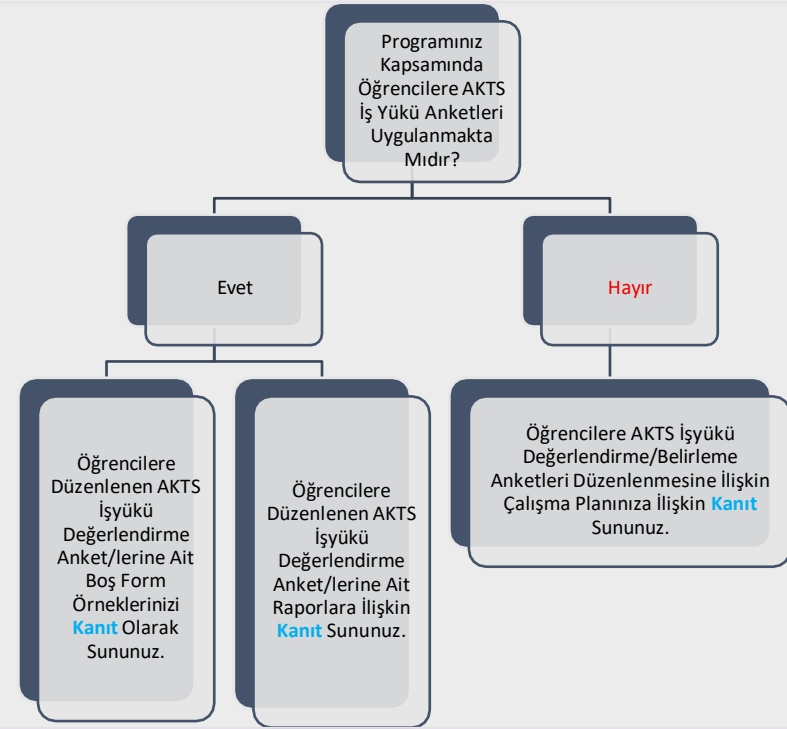 Programınız
Kapsamında
Öğrencilere AKTS
İş Yükü Anketleri
Uygulanmakta
Mıdır?
Evet
Hayır
Öğrencilere
Düzenlenen AKTS
İşyükü
Değerlendirme
Anket/lerine Ait
Boş Form
Örneklerinizi
Kanıt Olarak
Sununuz.
Öğrencilere
Düzenlenen AKTS
İşyükü
Değerlendirme
Anket/lerine Ait
Raporlara İlişkin
Kanıt Sununuz.
Öğrencilere AKTS İşyükü
Değerlendirme/Belirleme
Anketleri Düzenlenmesine İlişkin
Çalışma Planınıza İlişkin Kanıt
Sununuz.